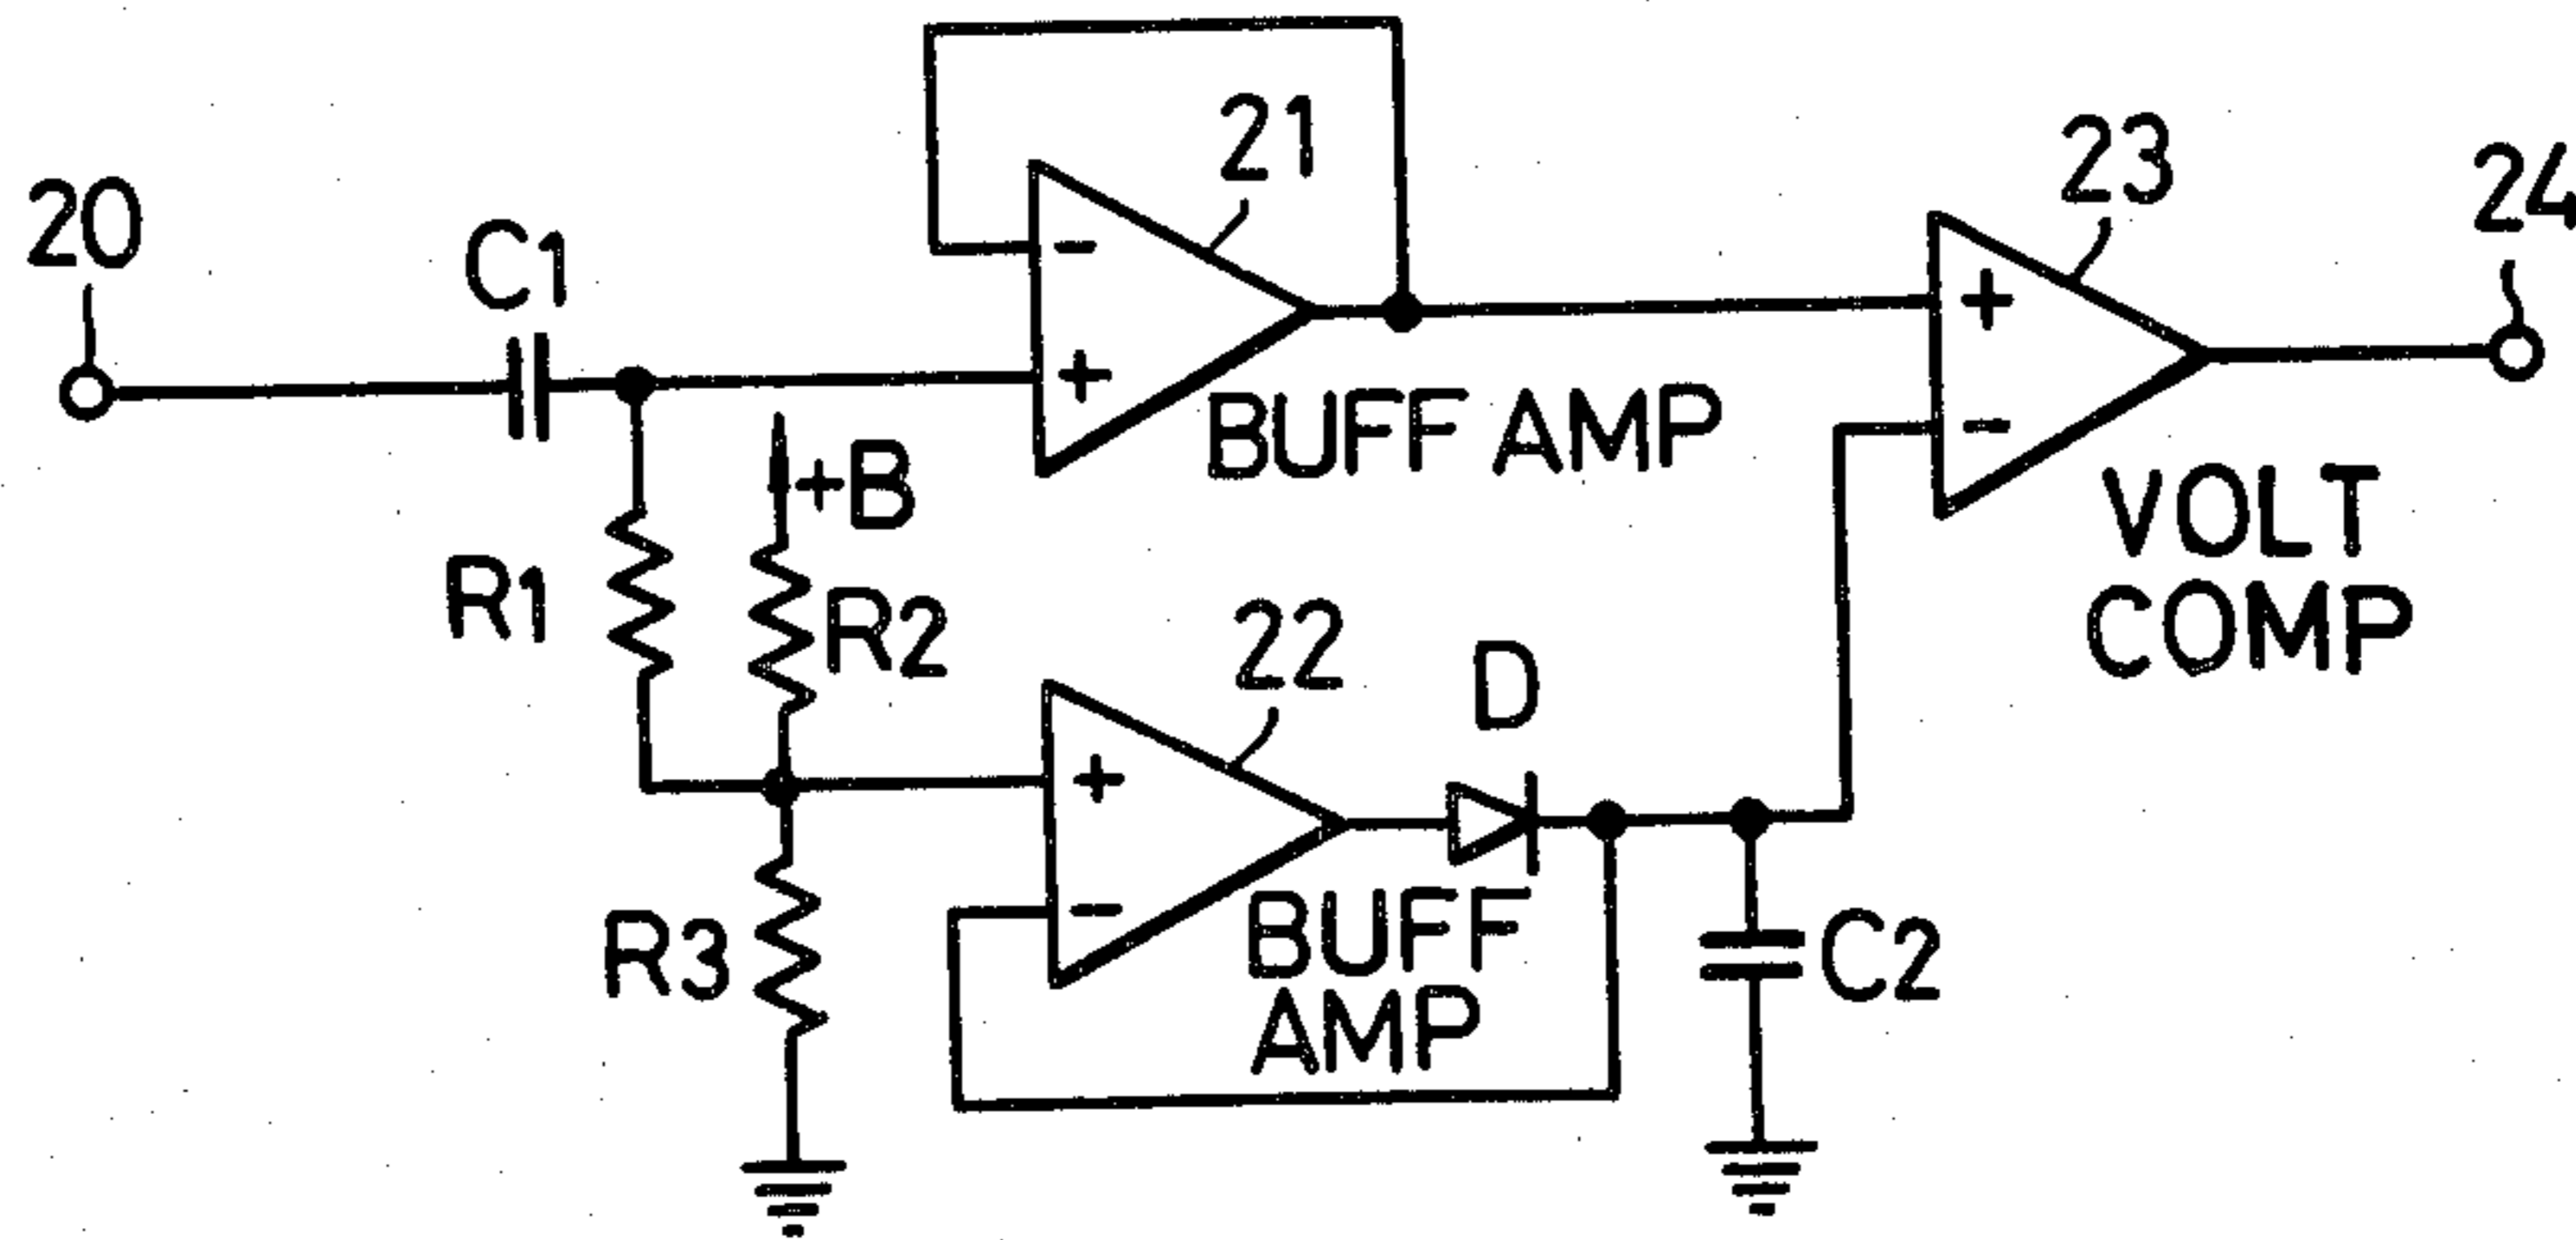 20
C1
21
23
24
-
+
+
-
BUFF AMP
+B
VOLT
COMP
R1
R2
22
D
+
-
BUFF
AMP
R3
C2